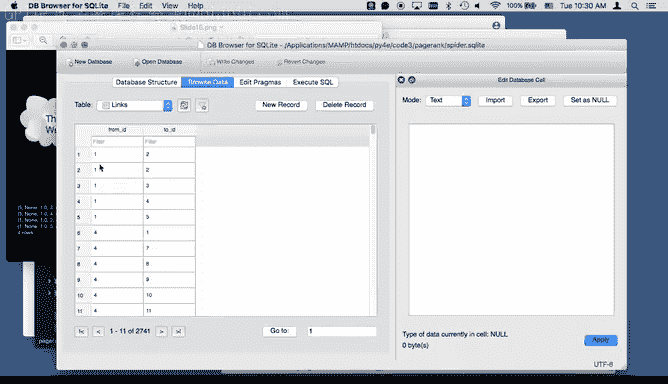 DB Browser for SQLite File Edit View Help 100% Tue 10:30 AM
Slide15.png
DB Browser for SQLite - /Applications/MAMP/htdocs/py4e/code3/pagerank/spider.sqlite
New Database Open Database Write Changes Revert Changes
Edit Database Cell
Database Structure Browse Data Edit Pragmas Execute SQL
Mode: Text Import Export Set as NULL
Table: Links New Record Delete Record
from_id to_id
Filter Filter
1 1 2
2 1 2
3 1 3
4 1 4
5 1 5
6 4 1
7 4 7
8 4 8
9 4 9
10 4 10
11 4 11
|< < 1 - 11 of 2741 > >| Go to: 1
Type of data currently in cell: NULL
0 byte(s)
Apply
UTF-8